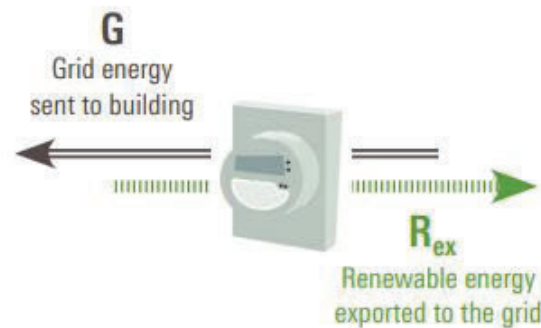 G
Grid energy
sent to building
Rex
Renewable energy
exported to the grid